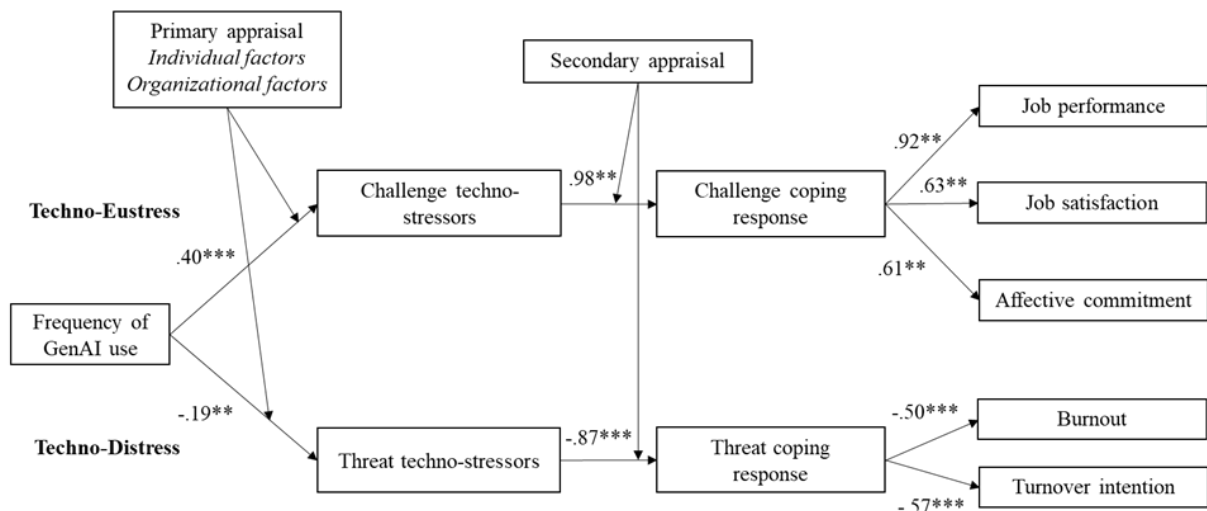 Primary appraisal
Individual factors
Organizational factors
Secondary appraisal
Job performance
.92**
Challenge techno-
stressors
.98**
Challenge coping
response
.63**
Job satisfaction
Techno-Eustress
.40***
.61**
Affective commitment
Frequency of
GenAI use
-.19**
Techno-Distress
Threat techno-stressors
-.87***
Threat coping
response
-.50***
Burnout
Turnover intention
-.57***